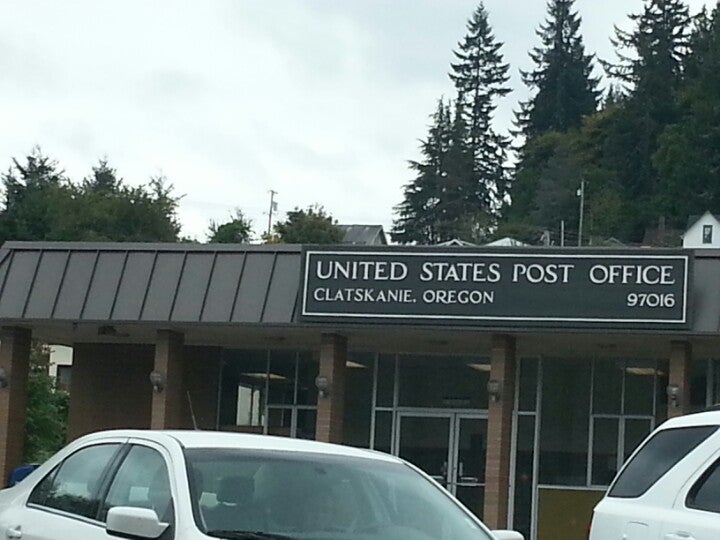 UNITED STATES POST OFFICE
CLATSKANIE, OREGON 97016